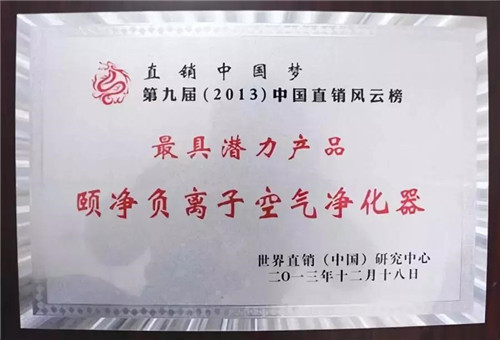 直销中国梦
第九届(2013)中国直销风云榜
最具潜力产品
颐净负离子空气净化器
世界直销（中国）研究中心
二〇一三年十二月十八日